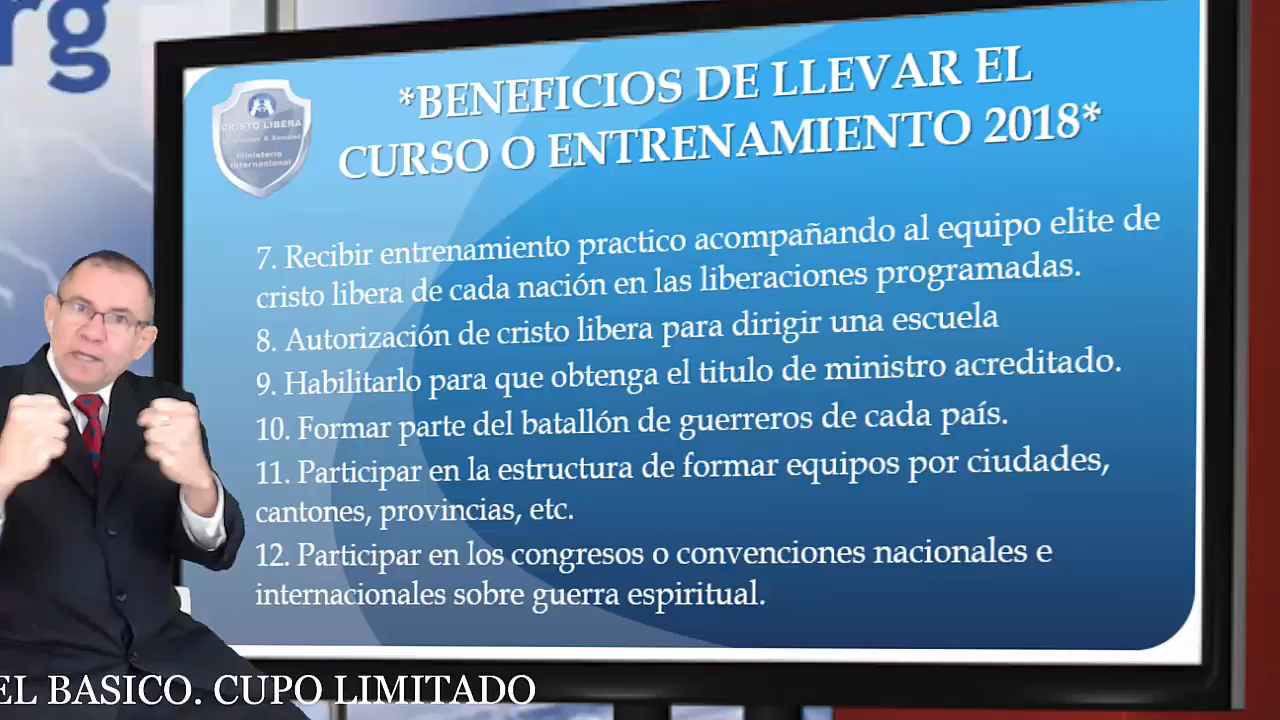 rg
*BENEFICIOS DE LLEVAR EL
CURSO O ENTRENAMIENTO 2018*
CRISTO LIBERA
Ministerio
Internacional
7. Recibir entrenamiento practico acompañando al equipo elite de
cristo libera de cada nación en las liberaciones programadas.
8. Autorización de cristo libera para dirigir una escuela
9. Habilitarlo para que obtenga el titulo de ministro acreditado.
10. Formar parte del batallón de guerreros de cada país.
11. Participar en la estructura de formar equipos por ciudades,
cantones, provincias, etc.
12. Participar en los congresos o convenciones nacionales e
internacionales sobre guerra espiritual.
EL BASICO. CUPO LIMITADO